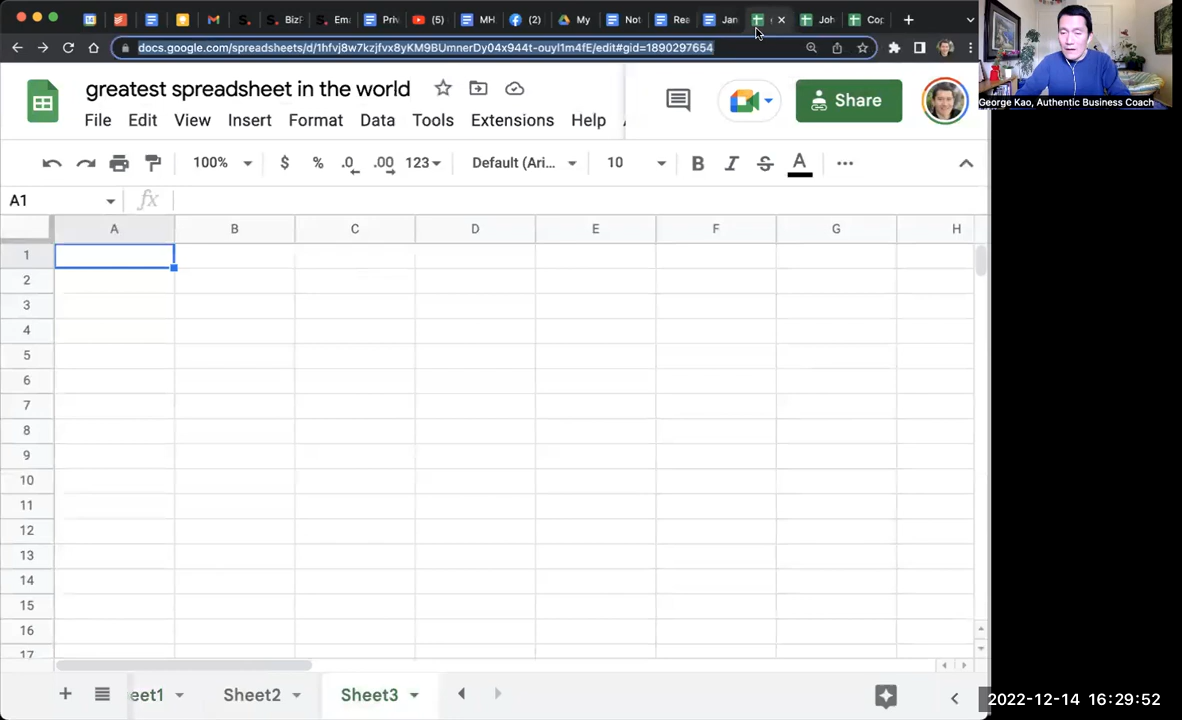 BizF Em Priv (5) MH (2) My Not Rea Jan Joh Cop
docs.google.com/spreadsheets/d/1hfvj8w7kzjfvx8yKM9BUmnerDy04x944t-ouyl1m4fE/edit#gid=1890297654
George Kao, Authentic Business Coach
greatest spreadsheet in the world
Share
File Edit View Insert Format Data Tools Extensions Help
100% $ % .0 .00 123 Default (Ari... 10 B I S A
A1 fx
A B C D E F G H
1
2
3
4
5
6
7
8
9
10
11
12
13
14
15
16
17
+ eet1 Sheet2 Sheet3
2022-12-14 16:29:52